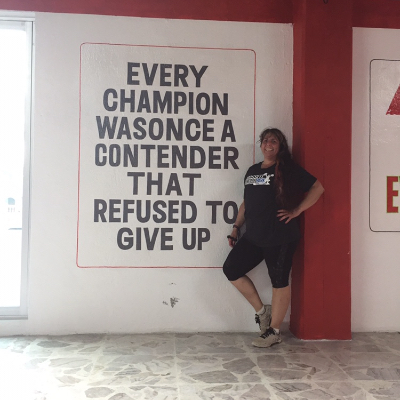 EVERY
CHAMPION
WASONCE A
CONTENDER
THAT
REFUSED TO
GIVE UP